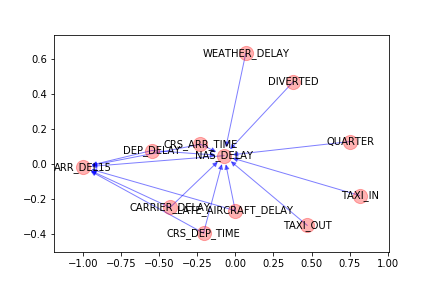 0.6
WEATHER_DELAY
DIVERTED
0.4
0.2
CRS_ARR_TIME
QUARTER
DEP_DELAY
NAS_DELAY
0.0
ARR_DEL15
TAXI_IN
−0.2
CARRIER_DELAY
LATE_AIRCRAFT_DELAY
TAXI_OUT
CRS_DEP_TIME
−0.4
−1.00 −0.75 −0.50 −0.25 0.00 0.25 0.50 0.75 1.00